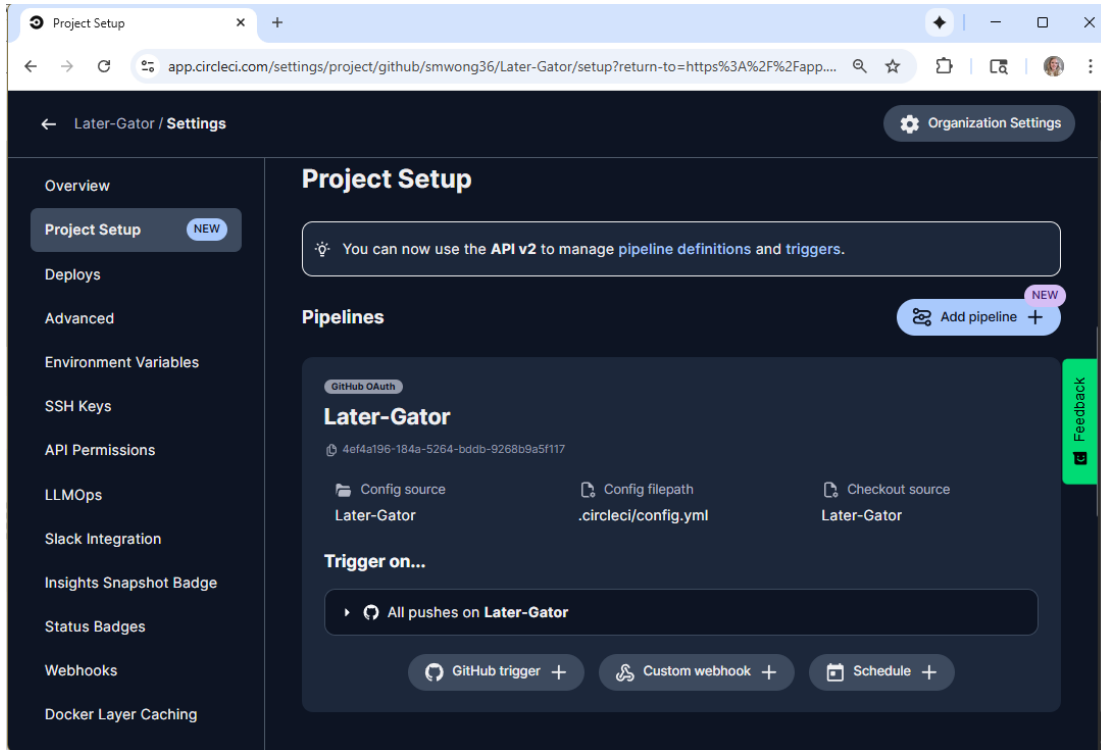 Project Setup
app.circleci.com/settings/project/github/smwong36/Later-Gator/setup?return-to=https%3A%2F%2Fapp....
Later-Gator / Settings
Organization Settings
Overview
Project Setup NEW
Deploys
Advanced
Environment Variables
SSH Keys
API Permissions
LLMOps
Slack Integration
Insights Snapshot Badge
Status Badges
Webhooks
Docker Layer Caching
Project Setup
You can now use the API v2 to manage pipeline definitions and triggers.
Pipelines
NEW
Add pipeline
GitHub OAuth
Later-Gator
4ef4a196-184a-5264-bddb-9268b9a5f117
Config source
Later-Gator
Config filepath
.circleci/config.yml
Checkout source
Later-Gator
Trigger on...
All pushes on Later-Gator
GitHub trigger
Custom webhook
Schedule
Feedback